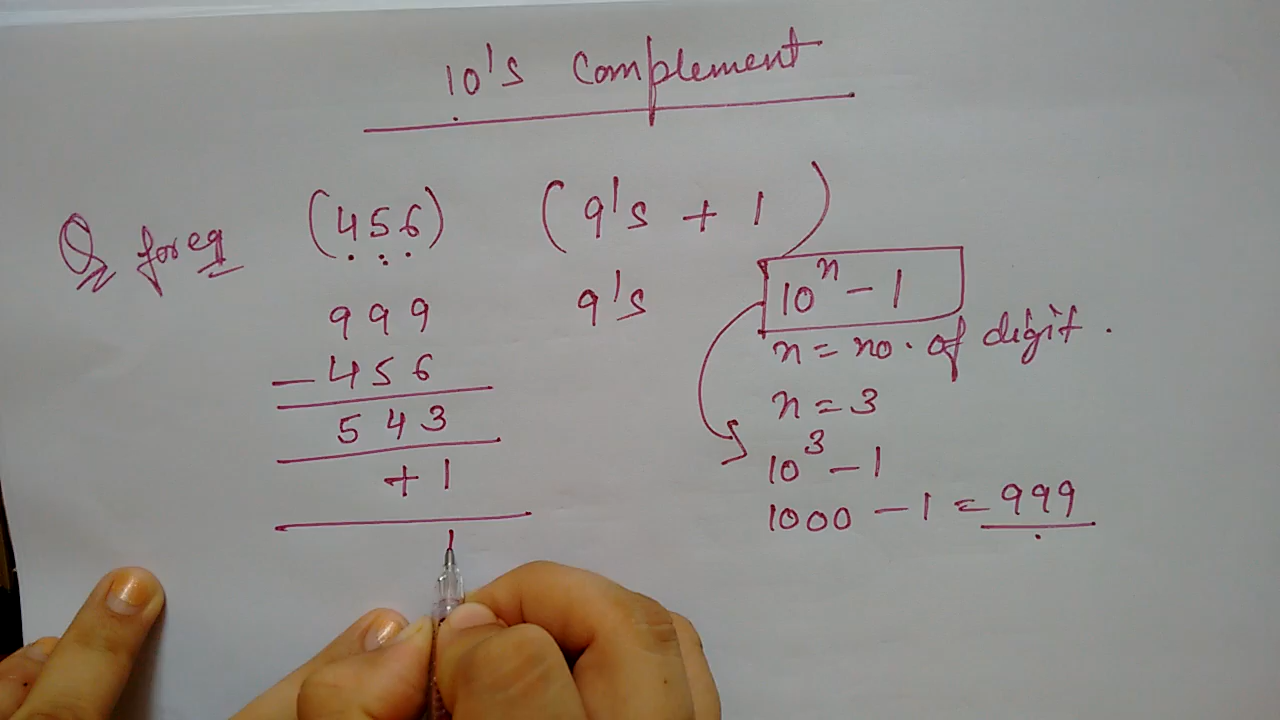 10's complement
Q for eg (456) (9's + 1)
999 9's 10^n - 1
- 456 n = no. of digit.
543 n = 3
+ 1 10^3 - 1
1000 - 1 = 999